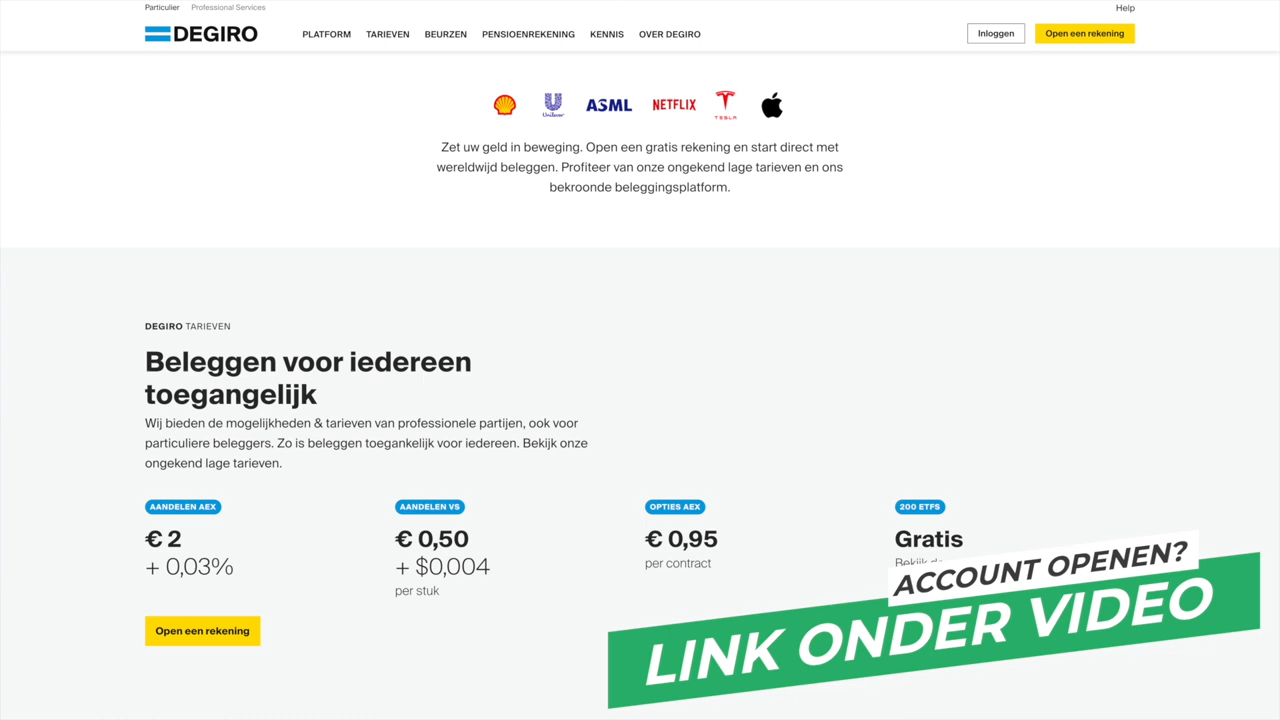 Particulier Professional Services Help
DEGIRO PLATFORM TARIEVEN BEURZEN PENSIOENREKENING KENNIS OVER DEGIRO Inloggen Open een rekening
Unilever ASML NETFLIX TESLA
Zet uw geld in beweging. Open een gratis rekening en start direct met
wereldwijd beleggen. Profiteer van onze ongekend lage tarieven en ons
bekroonde beleggingsplatform.
DEGIRO TARIEVEN
Beleggen voor iedereen
toegangelijk
Wij bieden de mogelijkheden & tarieven van professionele partijen, ook voor
particuliere beleggers. Zo is beleggen toegankelijk voor iedereen. Bekijk onze
ongekend lage tarieven.
AANDELEN AEX AANDELEN VS OPTIES AEX 200 ETFS
€ 2 € 0,50 € 0,95 Gratis
+ 0,03% + $0,004 per contract Bekijk
per stuk
Open een rekening
ACCOUNT OPENEN?
LINK ONDER VIDEO